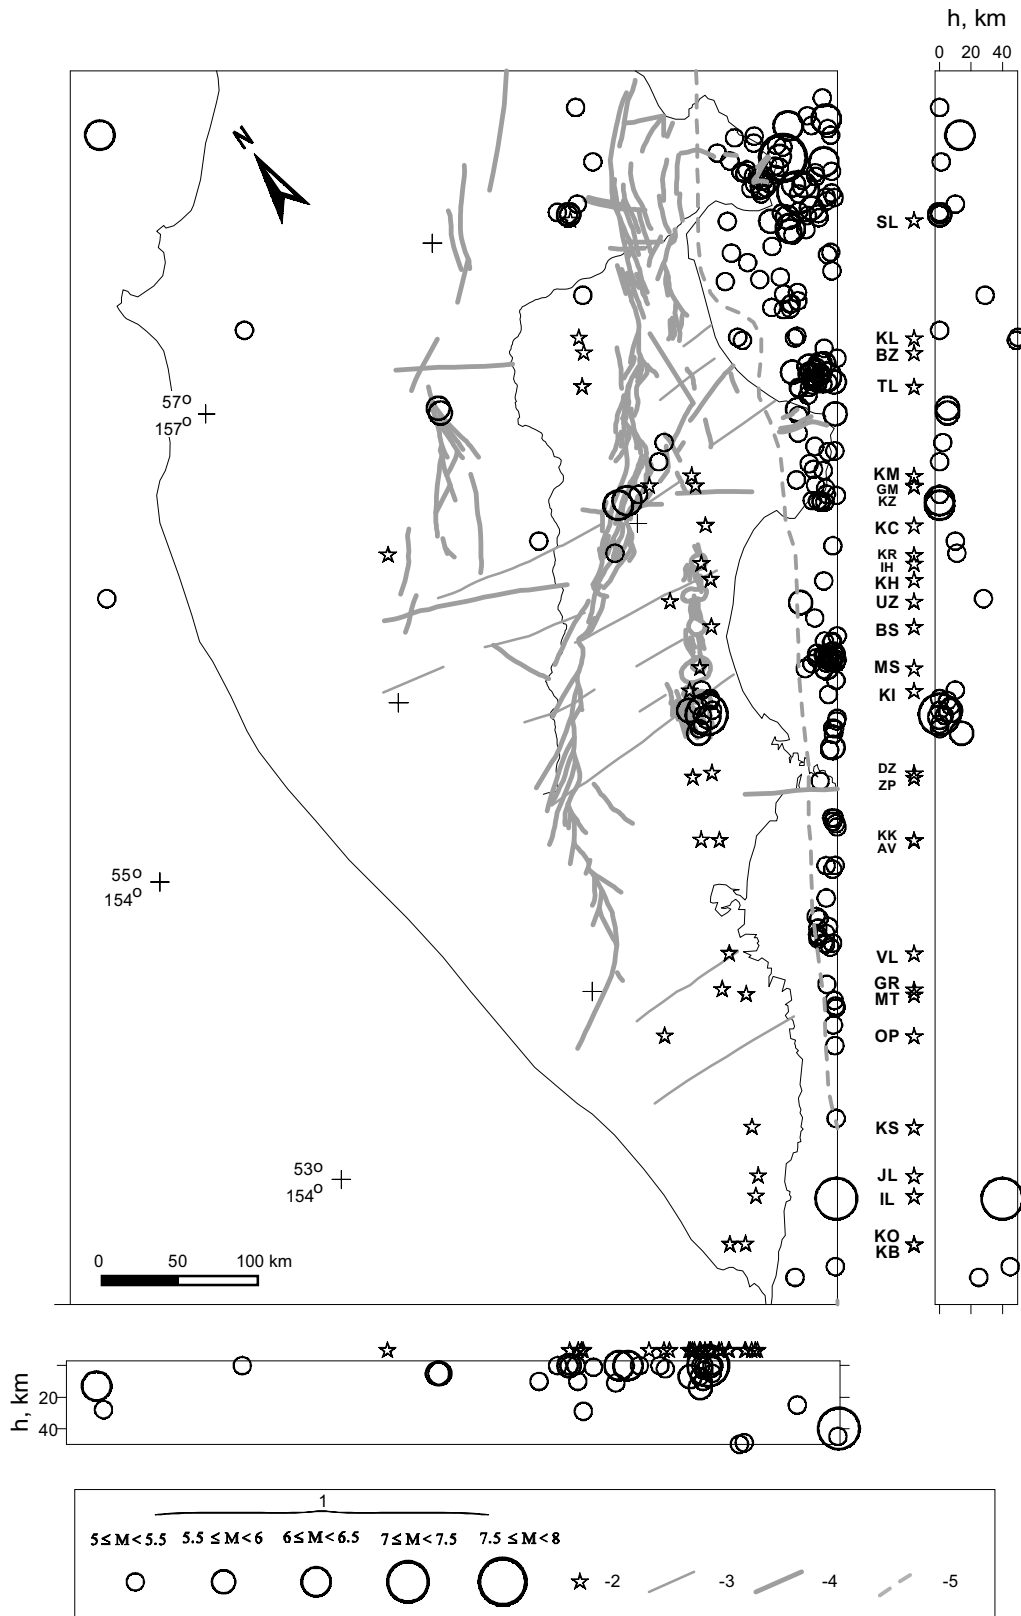 h, km
0 20 40
N
SL
KL
BZ
TL
57º
157º
KM
GM
KZ
KC
KR
IH
KH
UZ
BS
MS
KI
DZ
ZP
KK
AV
55º
154º
VL
GR
MT
OP
KS
53º
154º
JL
IL
KO
KB
0 50 100 km
h, km
20
40
1
5 ≤ M < 5.5 5.5 ≤ M < 6 6 ≤ M < 6.5 7 ≤ M < 7.5 7.5 ≤ M < 8
-2 -3 -4 -5